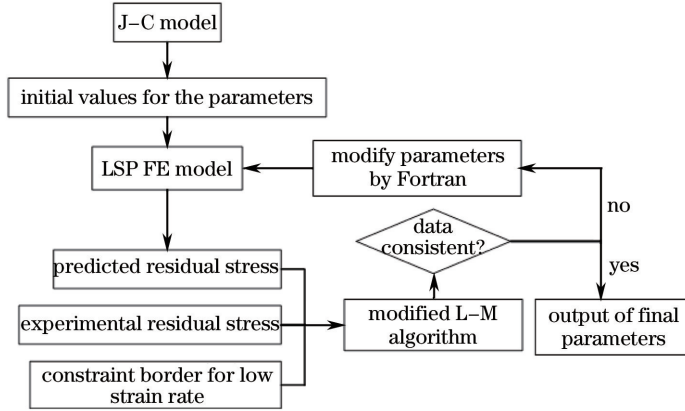 J–C model
initial values for the parameters
LSP FE model
modify parameters
by Fortran
data
consistent?
no
yes
predicted residual stress
experimental residual stress
constraint border for low
strain rate
modified L–M
algorithm
output of final
parameters